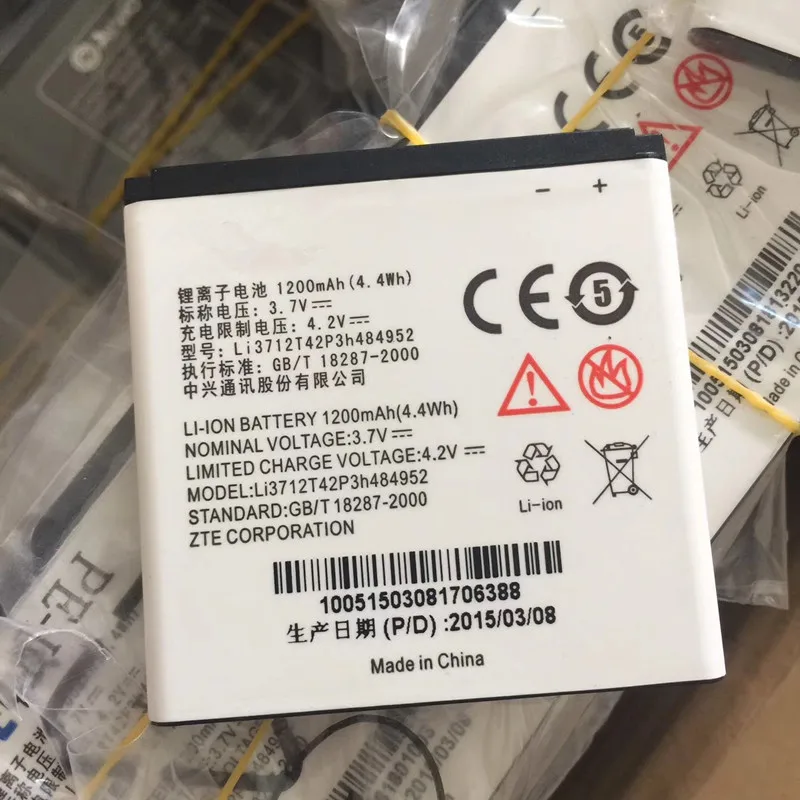 - +
锂离子电池 1200mAh(4.4Wh)
标称电压: 3.7V
充电限制电压: 4.2V
型号: Li3712T42P3h484952
执行标准: GB/T 18287-2000
中兴通讯股份有限公司
CE 5
LI-ION BATTERY 1200mAh(4.4Wh)
NOMINAL VOLTAGE:3.7V
LIMITED CHARGE VOLTAGE:4.2V
MODEL:Li3712T42P3h484952
STANDARD:GB/T 18287-2000
ZTE CORPORATION
Li-ion
10051503081706388
生产日期 (P/D) :2015/03/08
Made in China
CE
Li-ion
(P/D)